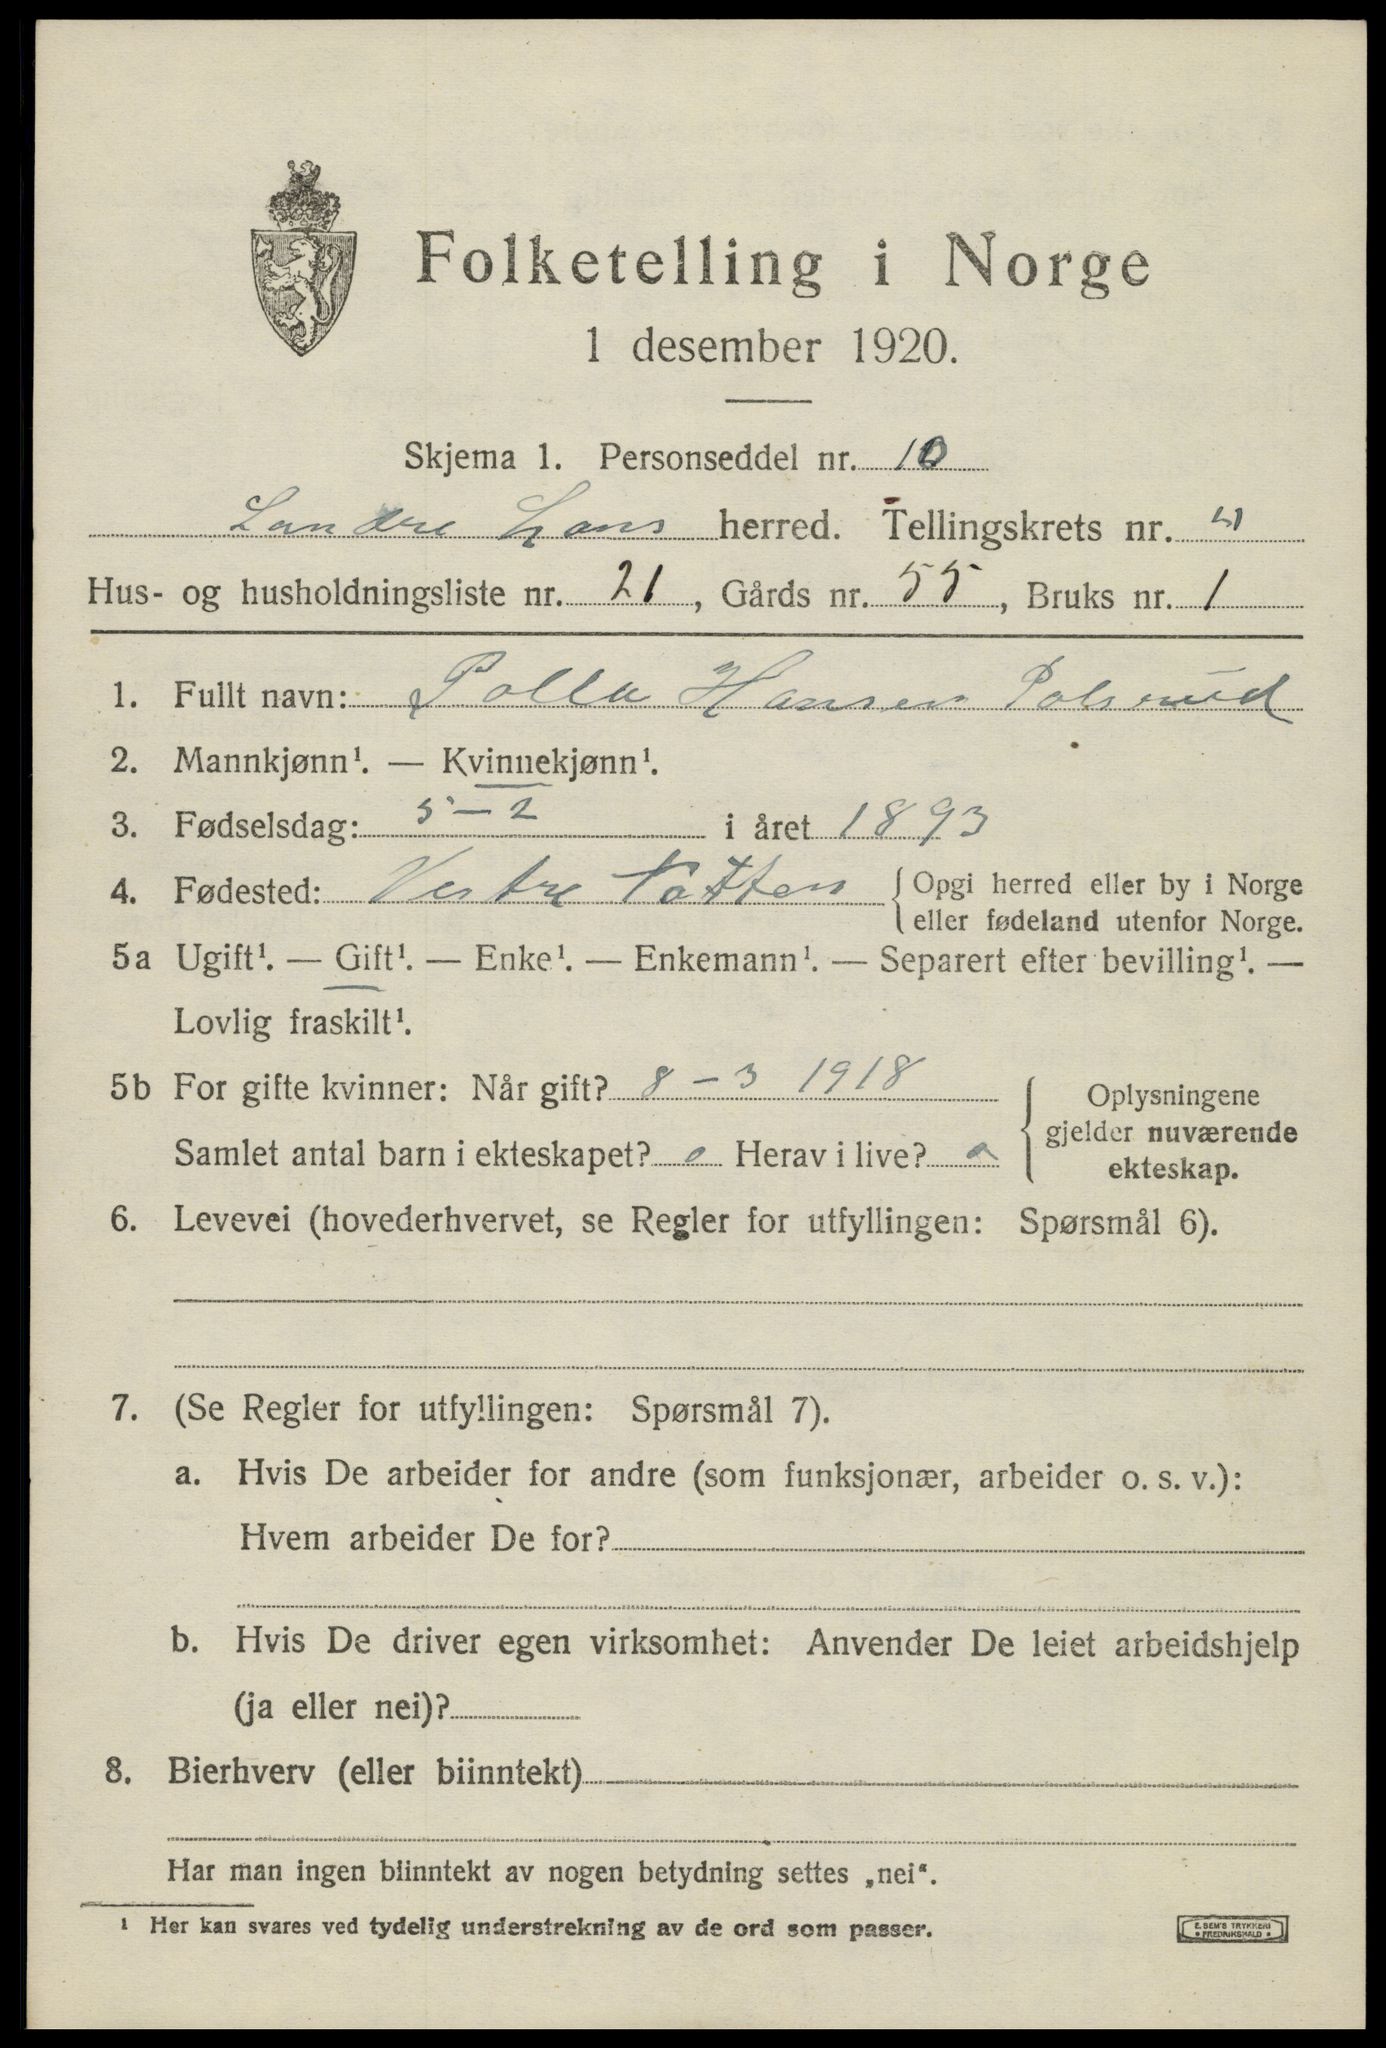 Folketelling i Norge
1 desember 1920.
Skjema 1. Personseddel nr. 10
Søndre Land herred. Tellingskrets nr. 4
Hus- og husholdningsliste nr. 21, Gårds nr. 55, Bruks nr. 1
1. Fullt navn: Polla Hansen Polsrud
2. Mannkjønn¹. — Kvinnekjønn¹.
3. Fødselsdag: 5–2 i året 1893
4. Fødested: Vestre Totten { Opgi herred eller by i Norge
eller fødeland utenfor Norge.
5a Ugift¹. — Gift¹. — Enke¹. — Enkemann¹. — Separert efter bevilling¹. —
Lovlig fraskilt¹.
5b For gifte kvinner: Når gift? 8–3 1918
Samlet antal barn i ekteskapet? 0 Herav i live? 0
{ Oplysningene
gjelder nuværende
ekteskap.
6. Levevei (hovederhvervet, se Regler for utfyllingen: Spørsmål 6).
7. (Se Regler for utfyllingen: Spørsmål 7).
a. Hvis De arbeider for andre (som funksjonær, arbeider o. s. v.):
Hvem arbeider De for?
b. Hvis De driver egen virksomhet: Anvender De leiet arbeidshjelp
(ja eller nei)?
8. Bierhverv (eller biinntekt)
Har man ingen biinntekt av nogen betydning settes „nei“.
¹ Her kan svares ved tydelig understrekning av de ord som passer.
E. SEM'S TRYKKERI
• FREDRIKSHALD •